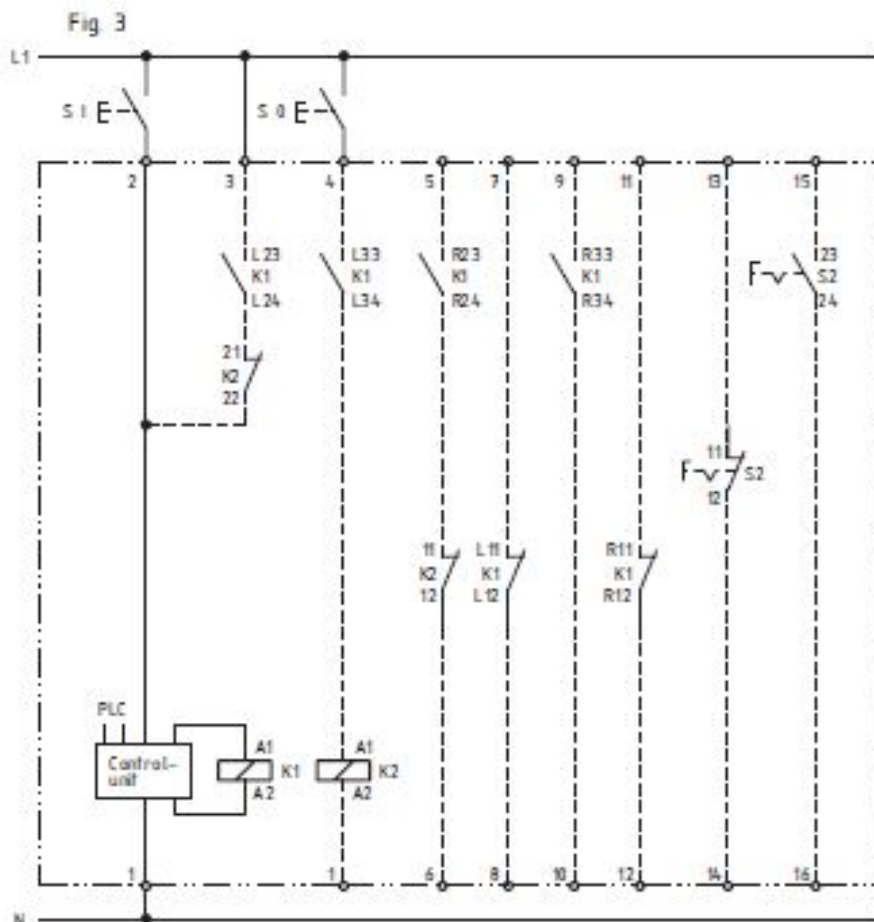 Fig. 3
L1
S 1 S 0
2 3 4 5 7 9 11 13 15
L23 L33 R23 R33 23
K1 K1 K1 K1 S2
L24 L34 R24 R34 24
21
K2
22
11
S2
12
11 L11 R11
K2 K1 K1
12 L12 R12
PLC
Control-
unit
A1 A1
K1 K2
A2 A2
1 1 6 8 10 12 14 16
N